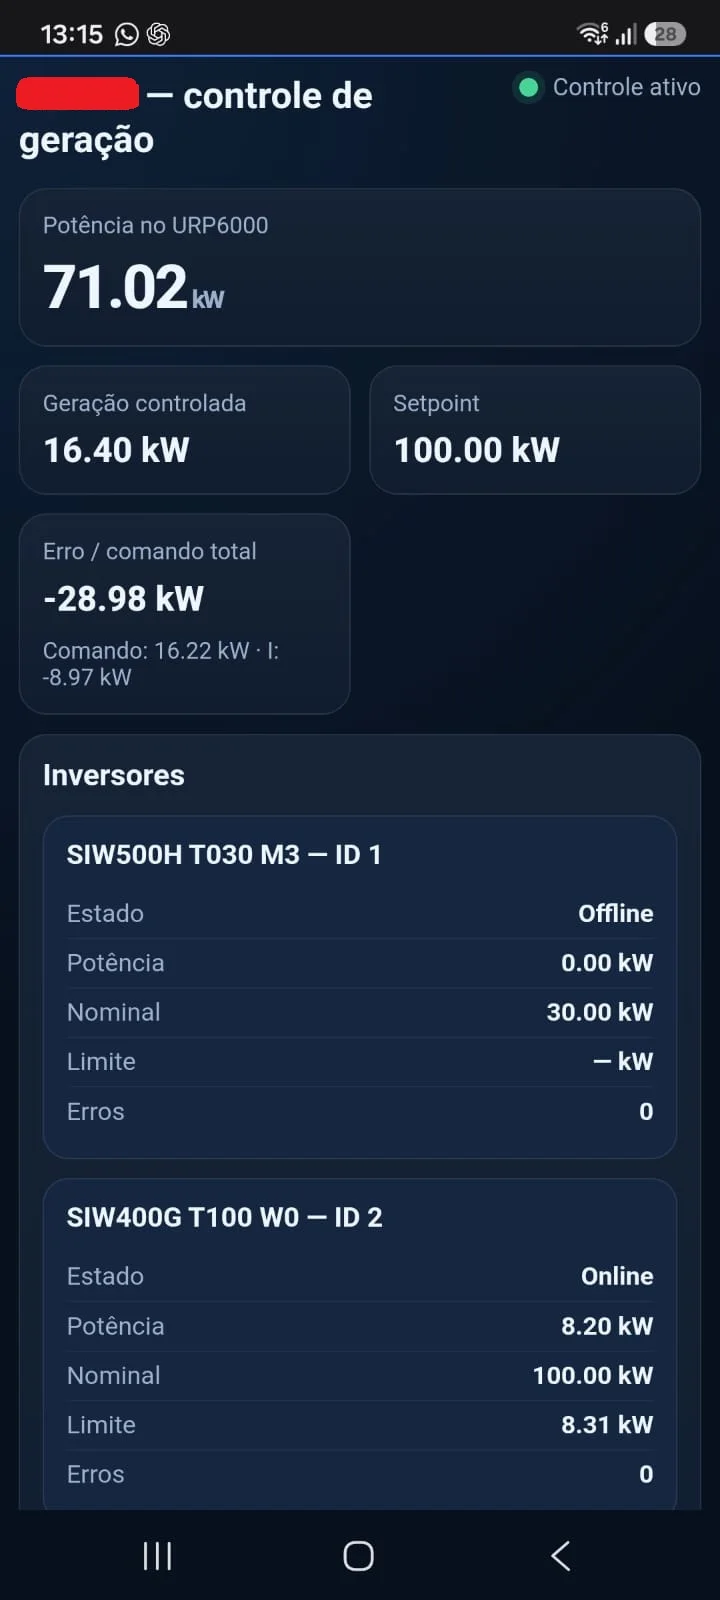 13:15
6
28
— controle de
geração
Controle ativo
Potência no URP6000
71.02 kW
Geração controlada
16.40 kW
Setpoint
100.00 kW
Erro / comando total
-28.98 kW
Comando: 16.22 kW · I:
-8.97 kW
Inversores
SIW500H T030 M3 — ID 1
Estado Offline
Potência 0.00 kW
Nominal 30.00 kW
Limite — kW
Erros 0
SIW400G T100 W0 — ID 2
Estado Online
Potência 8.20 kW
Nominal 100.00 kW
Limite 8.31 kW
Erros 0